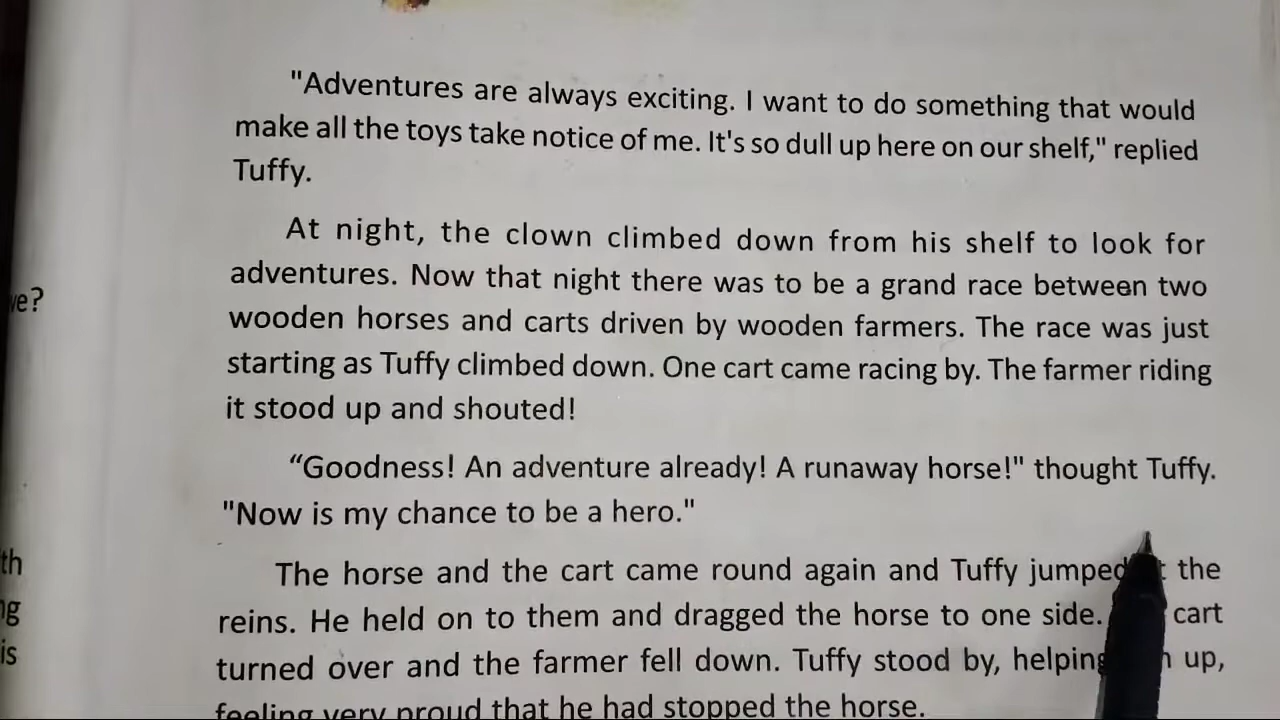 "Adventures are always exciting. I want to do something that would
make all the toys take notice of me. It's so dull up here on our shelf," replied
Tuffy.
At night, the clown climbed down from his shelf to look for
adventures. Now that night there was to be a grand race between two
wooden horses and carts driven by wooden farmers. The race was just
starting as Tuffy climbed down. One cart came racing by. The farmer riding
it stood up and shouted!
“Goodness! An adventure already! A runaway horse!" thought Tuffy.
"Now is my chance to be a hero."
The horse and the cart came round again and Tuffy jumped the
reins. He held on to them and dragged the horse to one side. cart
turned over and the farmer fell down. Tuffy stood by, helping up,
feeling very proud that he had stopped the horse.
th
is